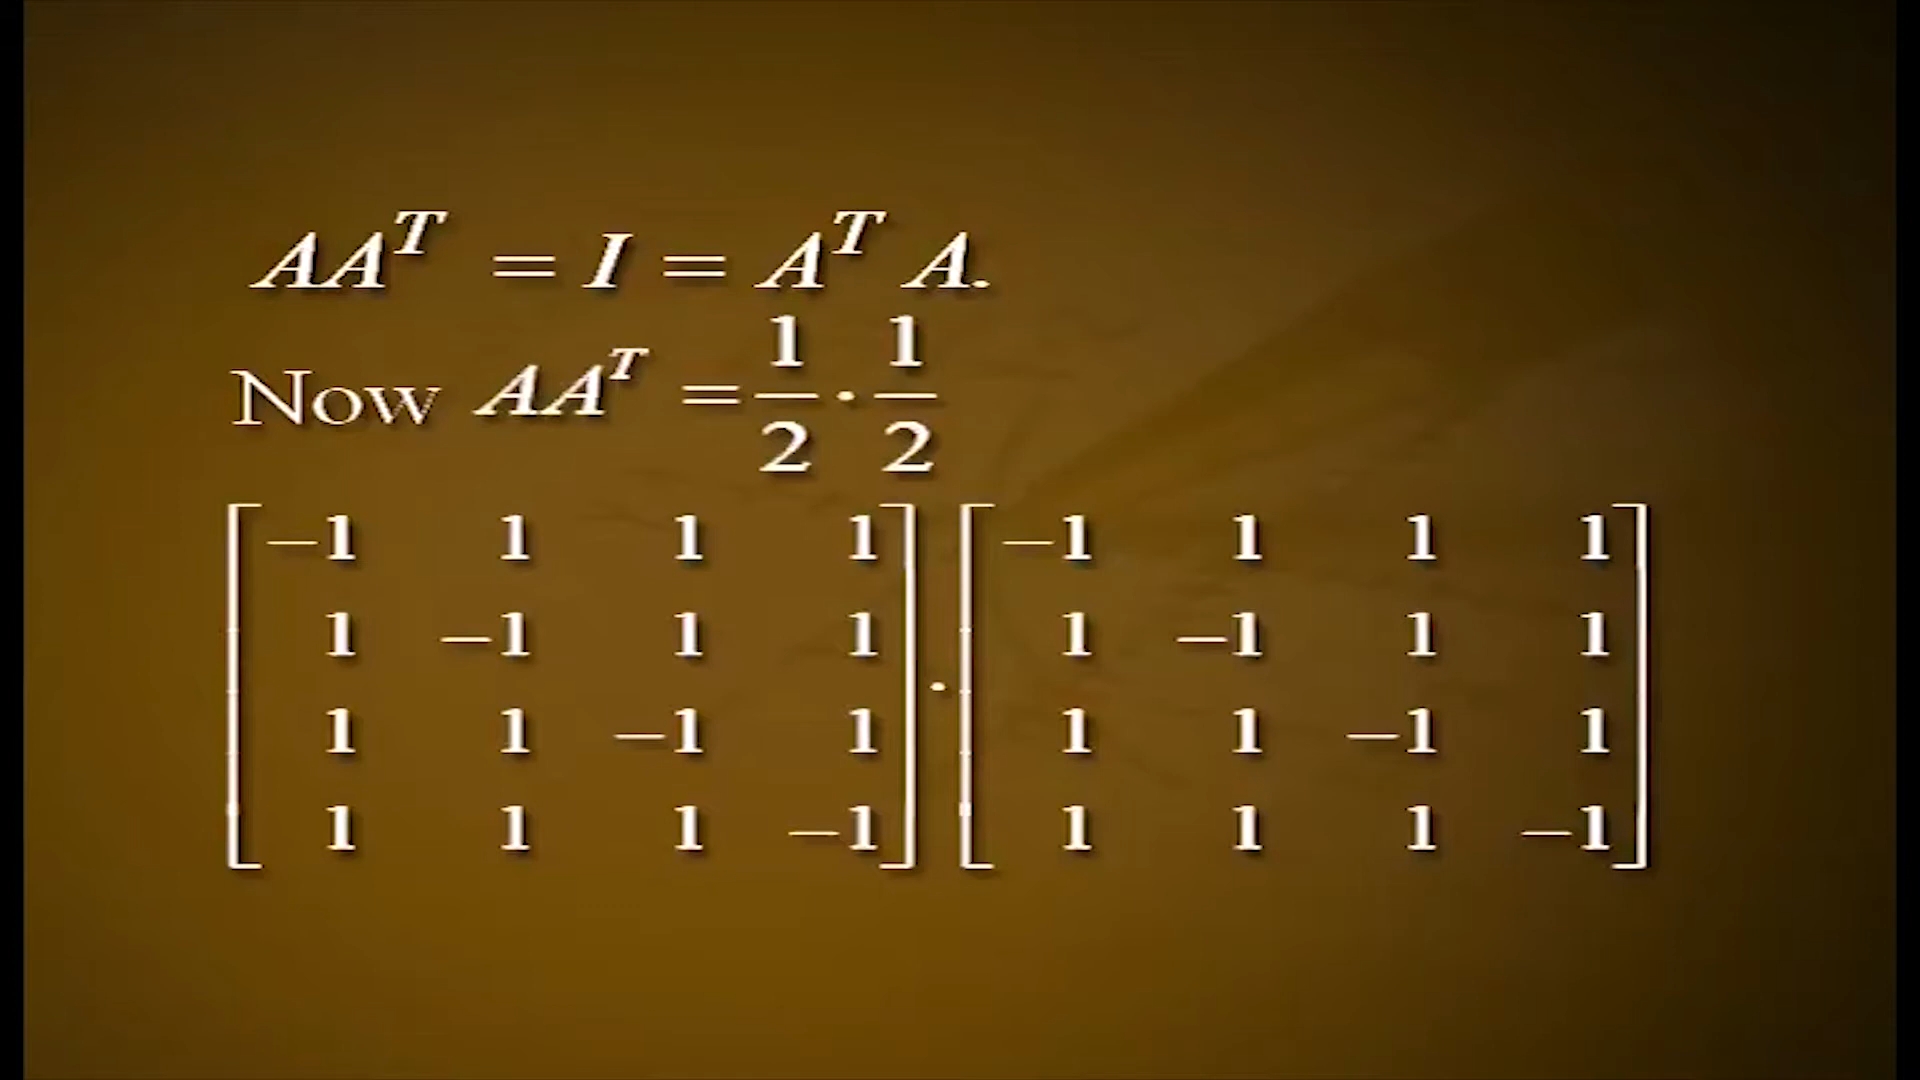 AA^T = I = A^T A.
Now AA^T = 1/2 · 1/2
[−1 1 1 1] [−1 1 1 1]
[1 −1 1 1] [1 −1 1 1]
[1 1 −1 1] · [1 1 −1 1]
[1 1 1 −1] [1 1 1 −1]